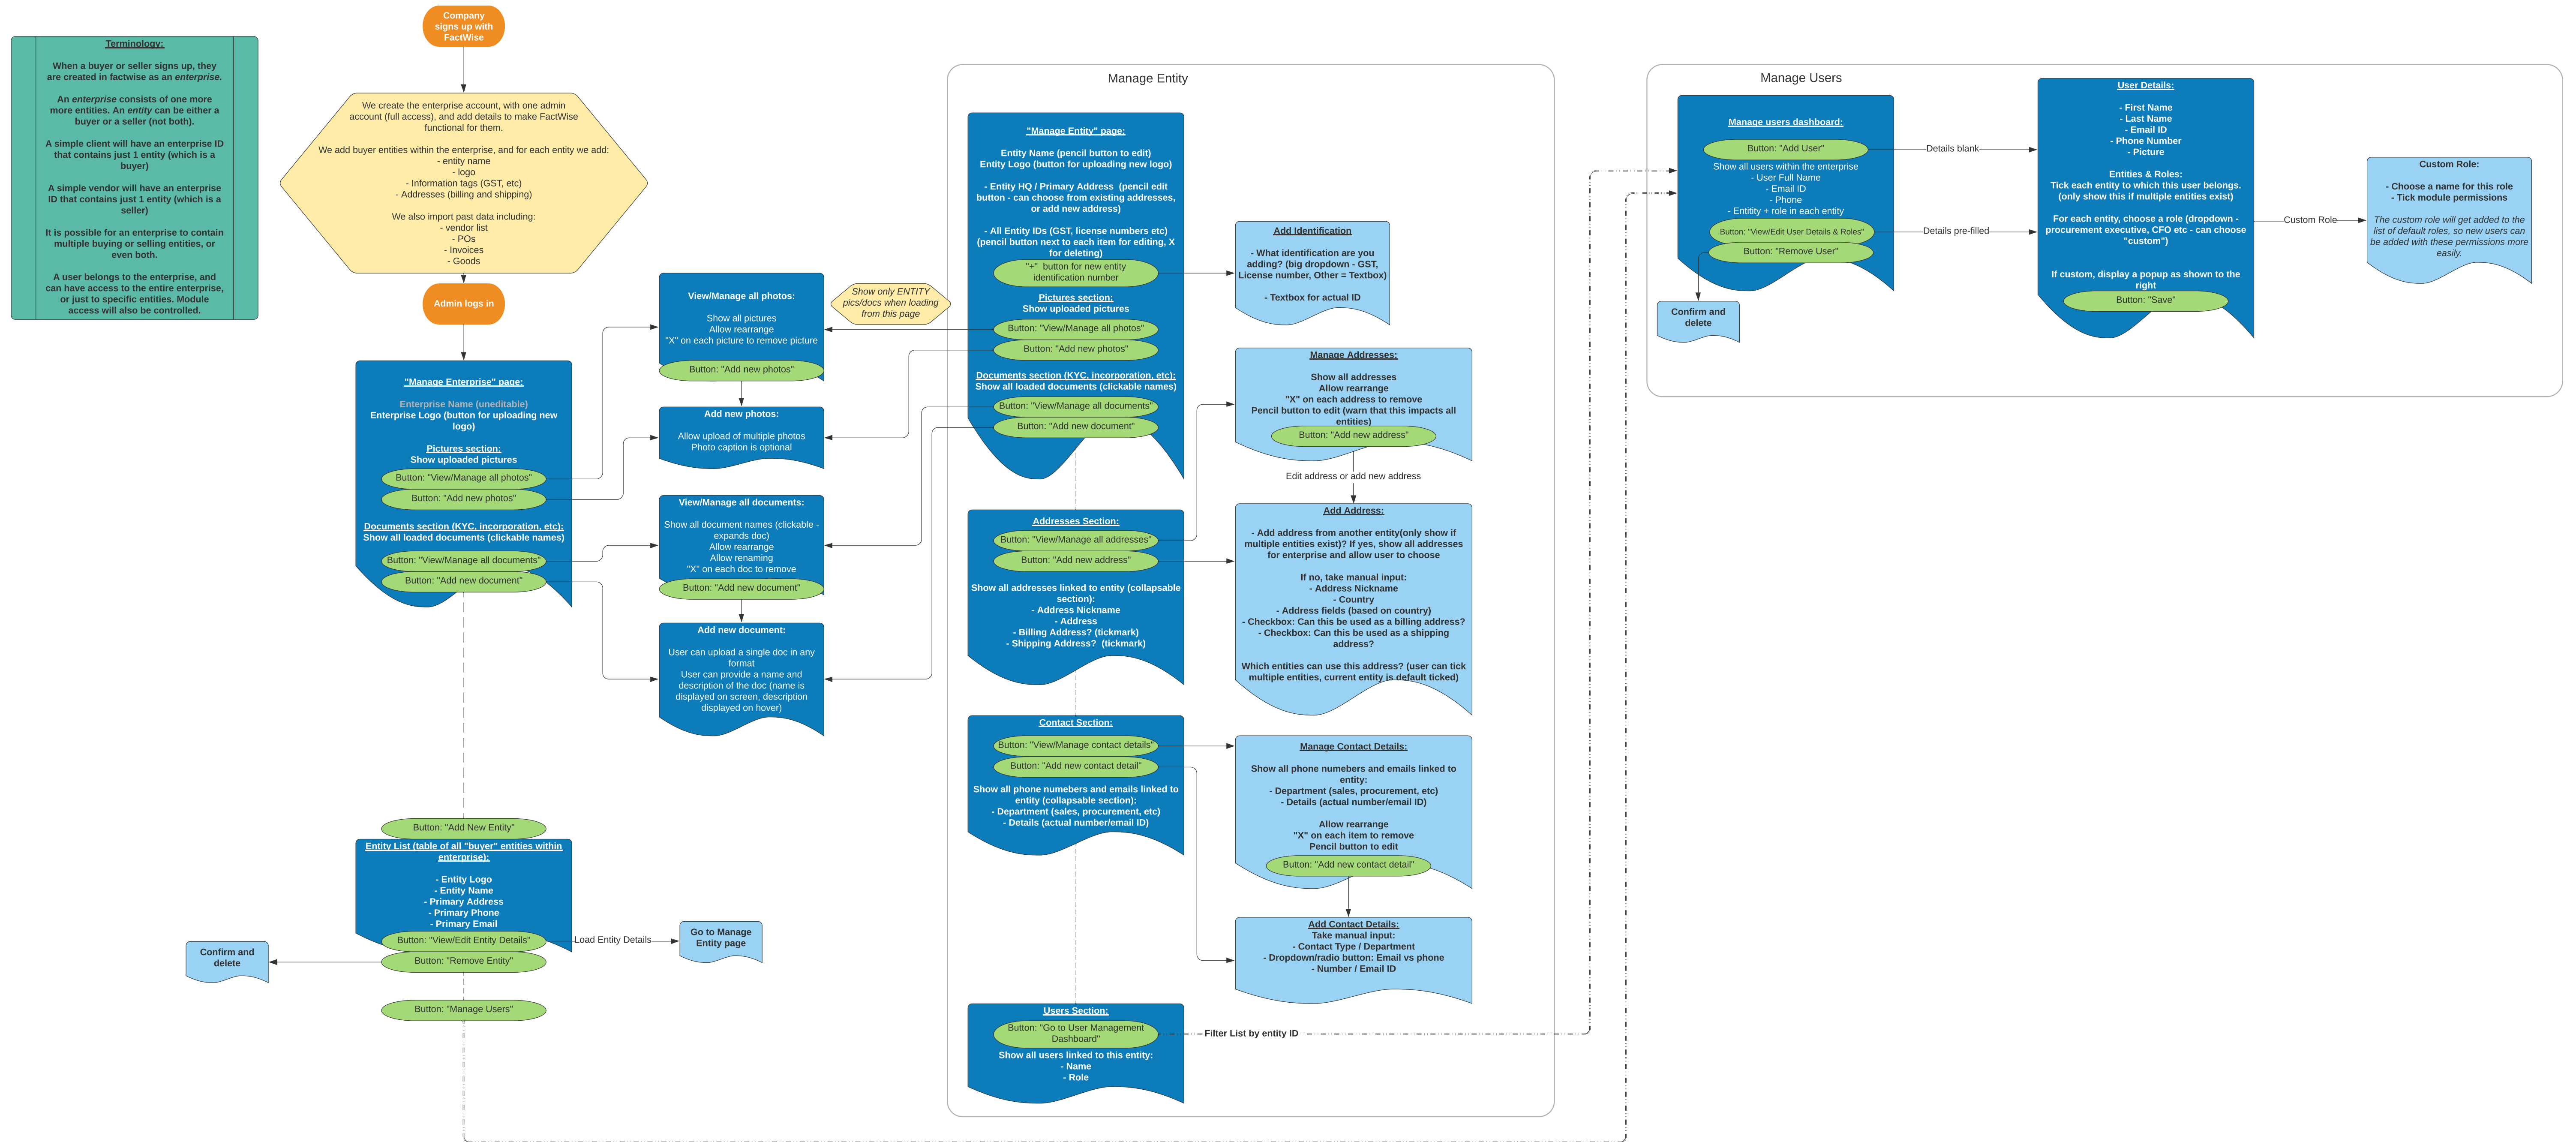 Company
signs up with
FactWise
Terminology:
When a buyer or seller signs up, they
are created in factwise as an enterprise.
An enterprise consists of one more
more entities. An entity can be either a
buyer or a seller (not both).
A simple client will have an enterprise ID
that contains just 1 entity (which is a
buyer)
A simple vendor will have an enterprise
ID that contains just 1 entity (which is a
seller)
It is possible for an enterprise to contain
multiple buying or selling entities, or
even both.
A user belongs to the enterprise, and
can have access to the entire enterprise,
or just to specific entities. Module
access will also be controlled.
We create the enterprise account, with one admin
account (full access), and add details to make FactWise
functional for them.
We add buyer entities within the enterprise, and for each entity we add:
- entity name
- logo
- Information tags (GST, etc)
- Addresses (billing and shipping)
We also import past data including:
- vendor list
- POs
- Invoices
- Goods
Admin logs in
"Manage Enterprise" page:
Enterprise Name (uneditable)
Enterprise Logo (button for uploading new
logo)
Pictures section:
Show uploaded pictures
Button: "View/Manage all photos"
Button: "Add new photos"
Documents section (KYC, incorporation, etc):
Show all loaded documents (clickable names)
Button: "View/Manage all documents"
Button: "Add new document"
Button: "Add New Entity"
Entity List (table of all "buyer" entities within
enterprise):
- Entity Logo
- Entity Name
- Primary Address
- Primary Phone
- Primary Email
Button: "View/Edit Entity Details"
Button: "Remove Entity"
Load Entity Details
Go to Manage
Entity page
Confirm and
delete
Button: "Manage Users"
View/Manage all photos:
Show all pictures
Allow rearrange
"X" on each picture to remove picture
Button: "Add new photos"
Add new photos:
Allow upload of multiple photos
Photo caption is optional
View/Manage all documents:
Show all document names (clickable -
expands doc)
Allow rearrange
Allow renaming
"X" on each doc to remove
Button: "Add new document"
Add new document:
User can upload a single doc in any
format
User can provide a name and
description of the doc (name is
displayed on screen, description
displayed on hover)
Show only ENTITY
pics/docs when loading
from this page
Manage Entity
"Manage Entity" page:
Entity Name (pencil button to edit)
Entity Logo (button for uploading new logo)
- Entity HQ / Primary Address (pencil edit
button - can choose from existing addresses,
or add new address)
- All Entity IDs (GST, license numbers etc)
(pencil button next to each item for editing, X
for deleting)
"+" button for new entity
identification number
Pictures section:
Show uploaded pictures
Button: "View/Manage all photos"
Button: "Add new photos"
Documents section (KYC, incorporation, etc):
Show all loaded documents (clickable names)
Button: "View/Manage all documents"
Button: "Add new document"
Addresses Section:
Button: "View/Manage all addresses"
Button: "Add new address"
Show all addresses linked to entity (collapsable
section):
- Address Nickname
- Address
- Billing Address? (tickmark)
- Shipping Address? (tickmark)
Contact Section:
Button: "View/Manage contact details"
Button: "Add new contact detail"
Show all phone numebers and emails linked to
entity (collapsable section):
- Department (sales, procurement, etc)
- Details (actual number/email ID)
Users Section:
Button: "Go to User Management
Dashboard"
Show all users linked to this entity:
- Name
- Role
Filter List by entity ID
Add Identification
- What identification are you
adding? (big dropdown - GST,
License number, Other = Textbox)
- Textbox for actual ID
Manage Addresses:
Show all addresses
Allow rearrange
"X" on each address to remove
Pencil button to edit (warn that this impacts all
entities)
Button: "Add new address"
Edit address or add new address
Add Address:
- Add address from another entity(only show if
multiple entities exist)? If yes, show all addresses
for enterprise and allow user to choose
If no, take manual input:
- Address Nickname
- Country
- Address fields (based on country)
- Checkbox: Can this be used as a billing address?
- Checkbox: Can this be used as a shipping
address?
Which entities can use this address? (user can tick
multiple entities, current entity is default ticked)
Manage Contact Details:
Show all phone numebers and emails linked to
entity:
- Department (sales, procurement, etc)
- Details (actual number/email ID)
Allow rearrange
"X" on each item to remove
Pencil button to edit
Button: "Add new contact detail"
Add Contact Details:
Take manual input:
- Contact Type / Department
- Dropdown/radio button: Email vs phone
- Number / Email ID
Manage Users
Manage users dashboard:
Button: "Add User"
Show all users within the enterprise
- User Full Name
- Email ID
- Phone
- Entitity + role in each entity
Button: "View/Edit User Details & Roles"
Button: "Remove User"
Confirm and
delete
Details blank
Details pre-filled
User Details:
- First Name
- Last Name
- Email ID
- Phone Number
- Picture
Entities & Roles:
Tick each entity to which this user belongs.
(only show this if multiple entities exist)
For each entity, choose a role (dropdown -
procurement executive, CFO etc - can choose
"custom")
If custom, display a popup as shown to the
right
Button: "Save"
Custom Role
Custom Role:
- Choose a name for this role
- Tick module permissions
The custom role will get added to the
list of default roles, so new users can
be added with these permissions more
easily.